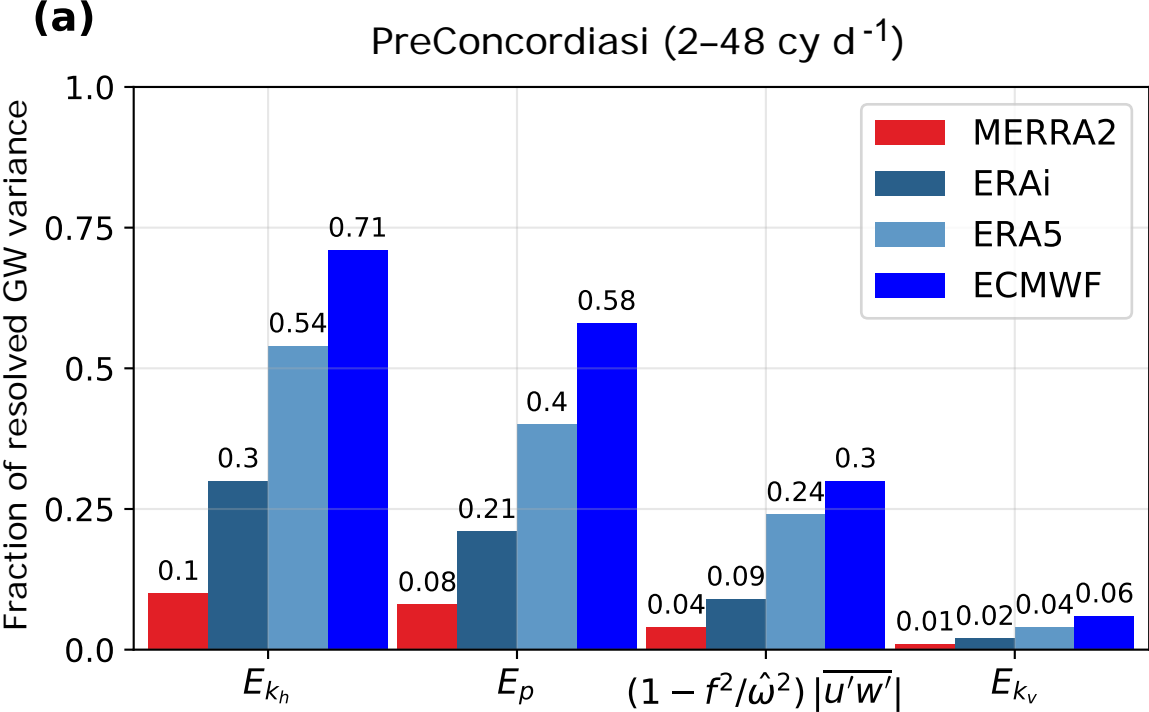 (a)
PreConcordiasi (2–48 cy d⁻¹)
Fraction of resolved GW variance
1.0
0.75
0.5
0.25
0.0
MERRA2
ERAi
ERA5
ECMWF
0.1
0.3
0.54
0.71
0.08
0.21
0.4
0.58
0.04
0.09
0.24
0.3
0.01
0.02
0.04
0.06
E_{k_h}
E_p
(1 − f²/ω̂²) |\overline{u′w′}|
E_{k_v}